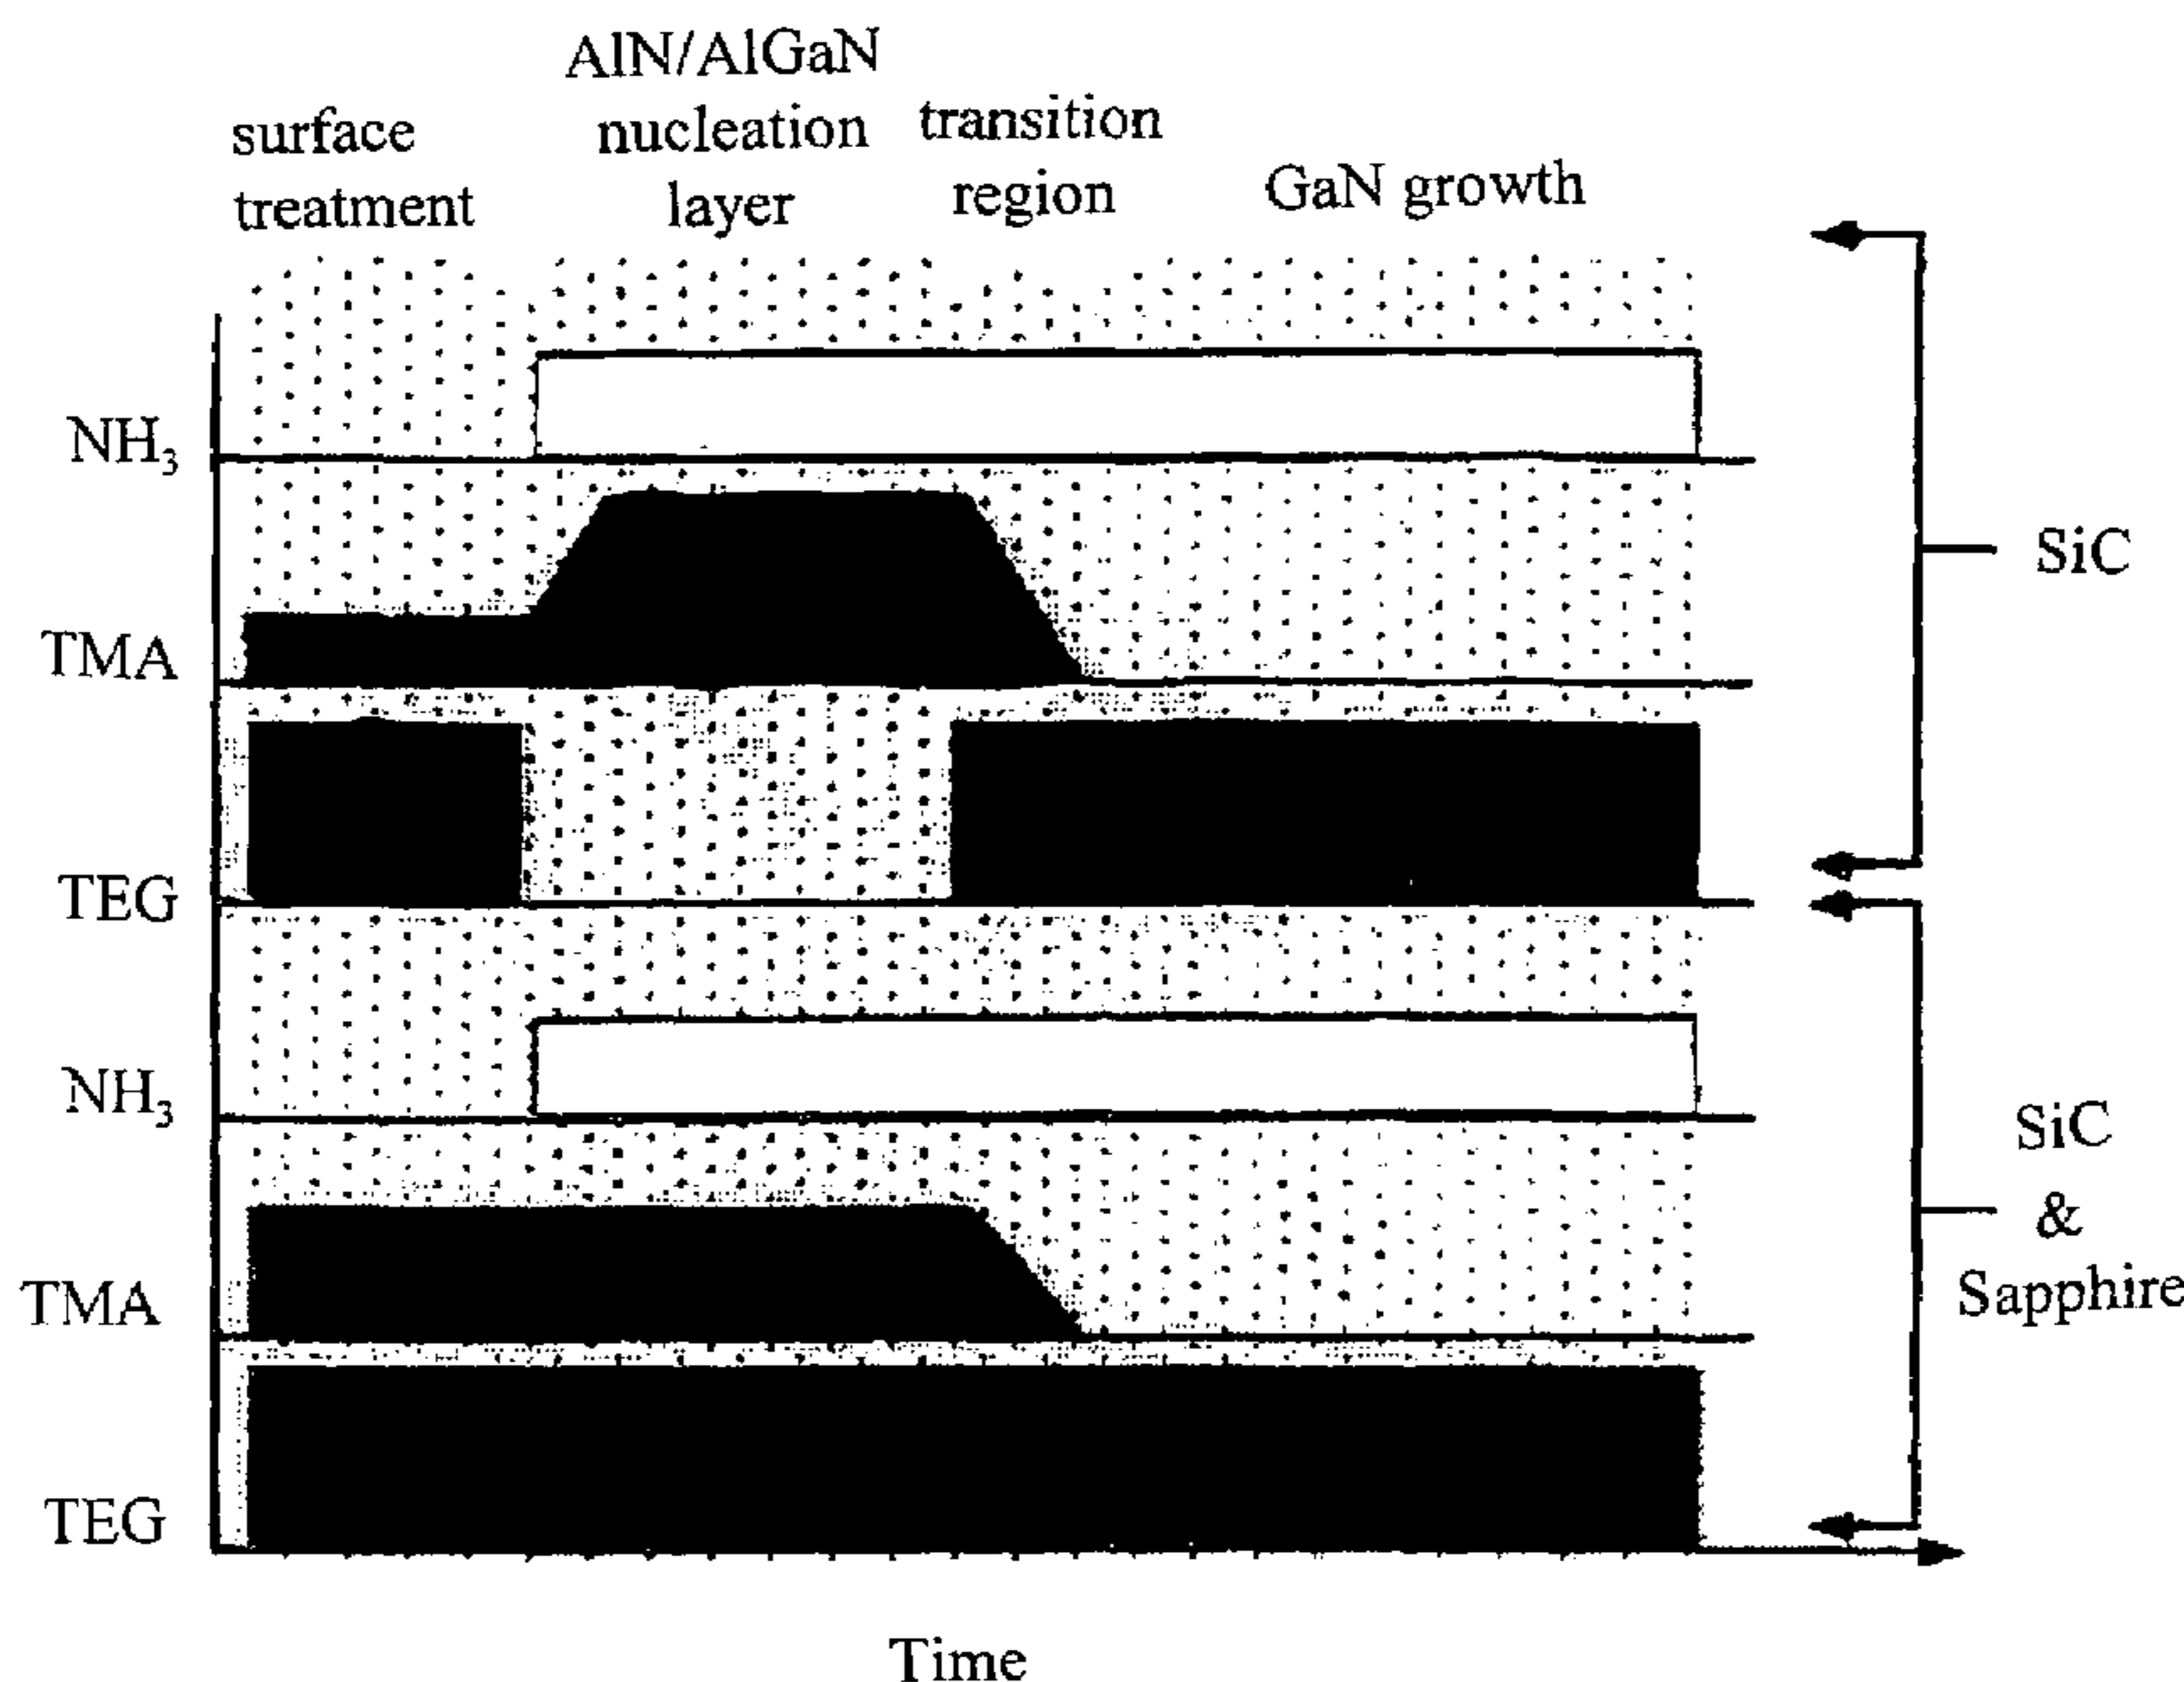 AlN/AlGaN
nucleation
layer
surface
treatment
transition
region
GaN growth
NH₃
TMA
TEG
SiC
NH₃
TMA
TEG
SiC
&
Sapphire
Time